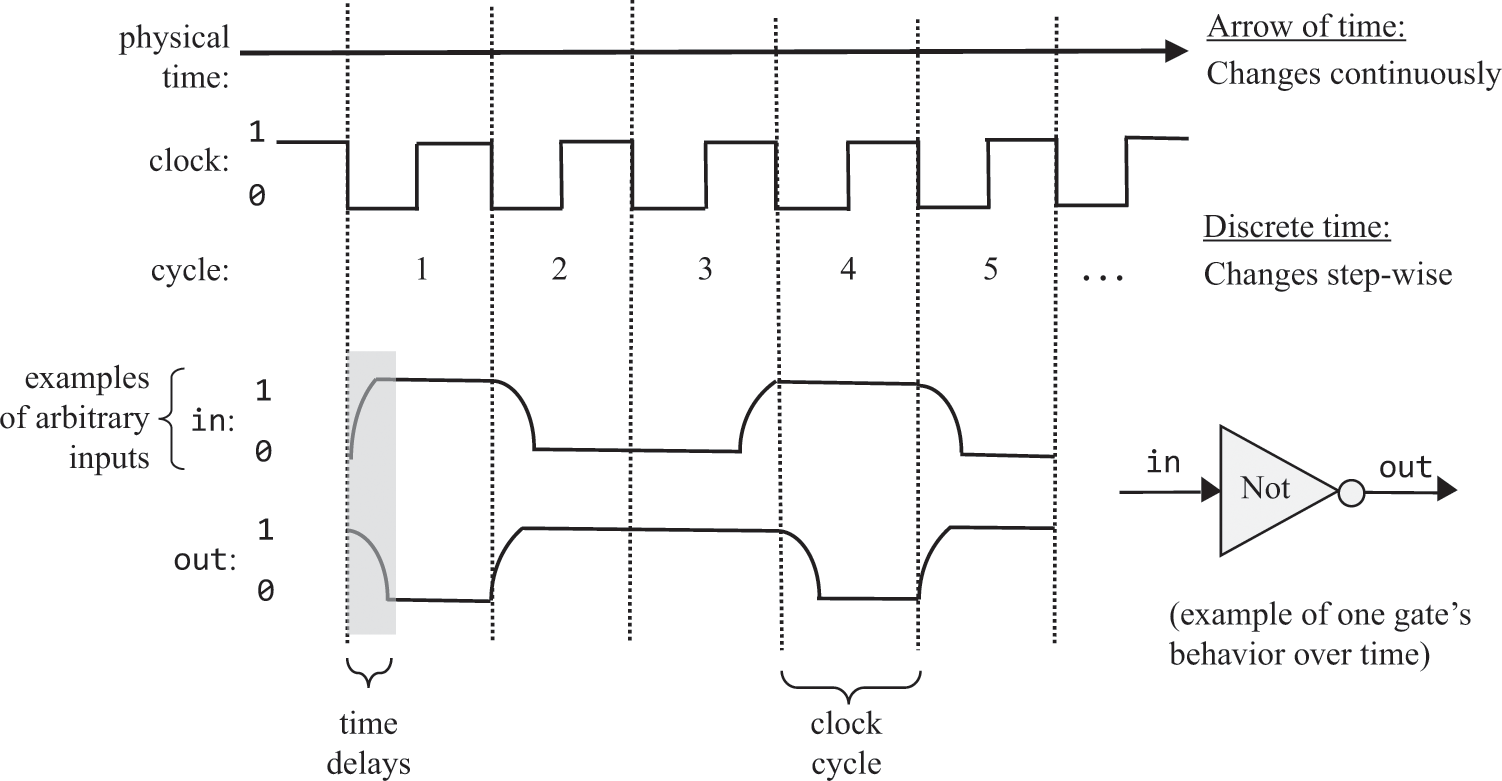 physical
time:
Arrow of time:
Changes continuously
1
clock:
0
Discrete time:
Changes step-wise
cycle:
1 2 3 4 5 ...
examples
of arbitrary
inputs
in:
1
0
out:
1
0
in
Not
out
(example of one gate’s
behavior over time)
time
delays
clock
cycle